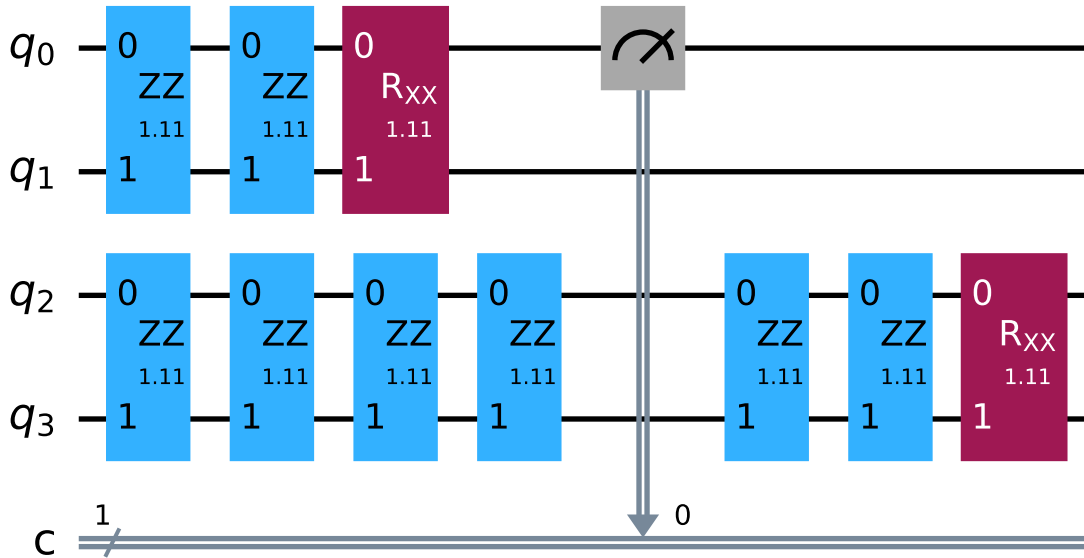 q0 0 0 0
ZZ ZZ RXX
1.11 1.11 1.11
q1 1 1 1
q2 0 0 0 0 0 0 0
ZZ ZZ ZZ ZZ ZZ ZZ RXX
1.11 1.11 1.11 1.11 1.11 1.11 1.11
q3 1 1 1 1 1 1 1
1 0
c